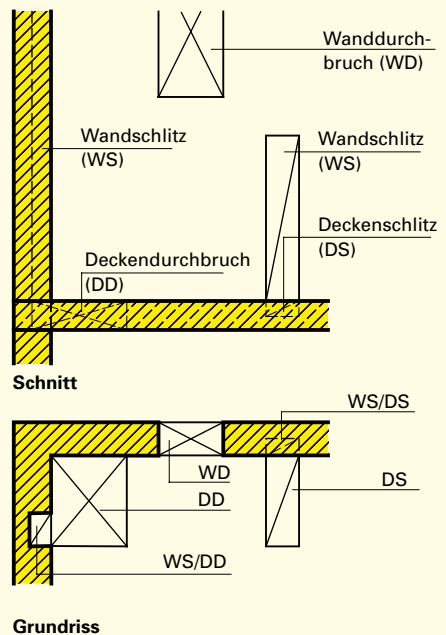 Wanddurch-
bruch (WD)
Wandschlitz
(WS)
Wandschlitz
(WS)
Deckenschlitz
(DS)
Deckendurchbruch
(DD)
Schnitt
WS/DS
WD
DS
DD
WS/DD
Grundriss